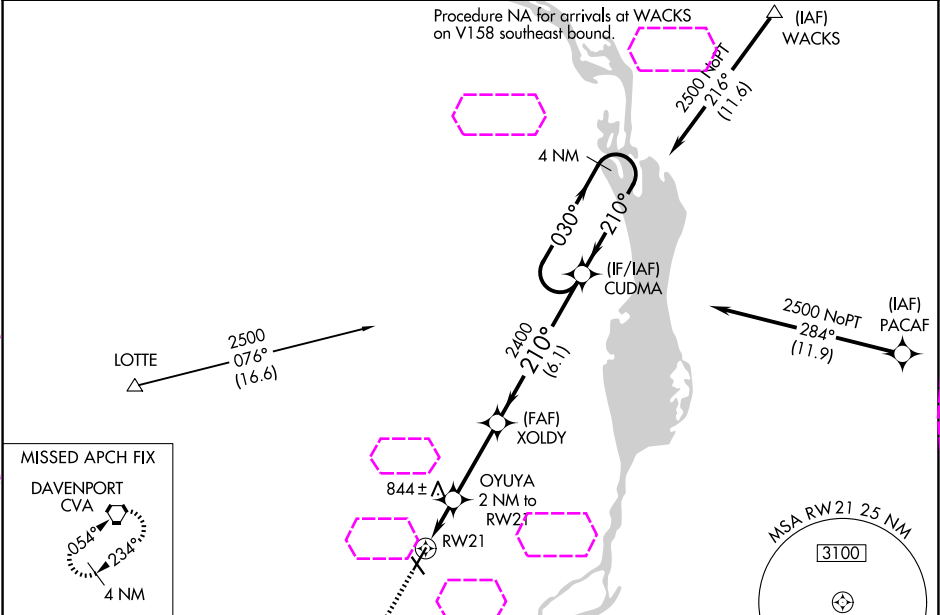 Procedure NA for arrivals at WACKS
on V158 southeast bound.
(IAF)
WACKS
2500 NoPT
216°
(11.6)
4 NM
030°
210°
(IF/IAF)
CUDMA
2500 NoPT
284°
(11.9)
(IAF)
PACAF
2500
076°
(16.6)
LOTTE
2400
210°
(6.1)
(FAF)
XOLDY
OYUYA
2 NM to
RW21
844±
RW21
MISSED APCH FIX
DAVENPORT
CVA
054°
234°
4 NM
MSA RW 21 25 NM
3100